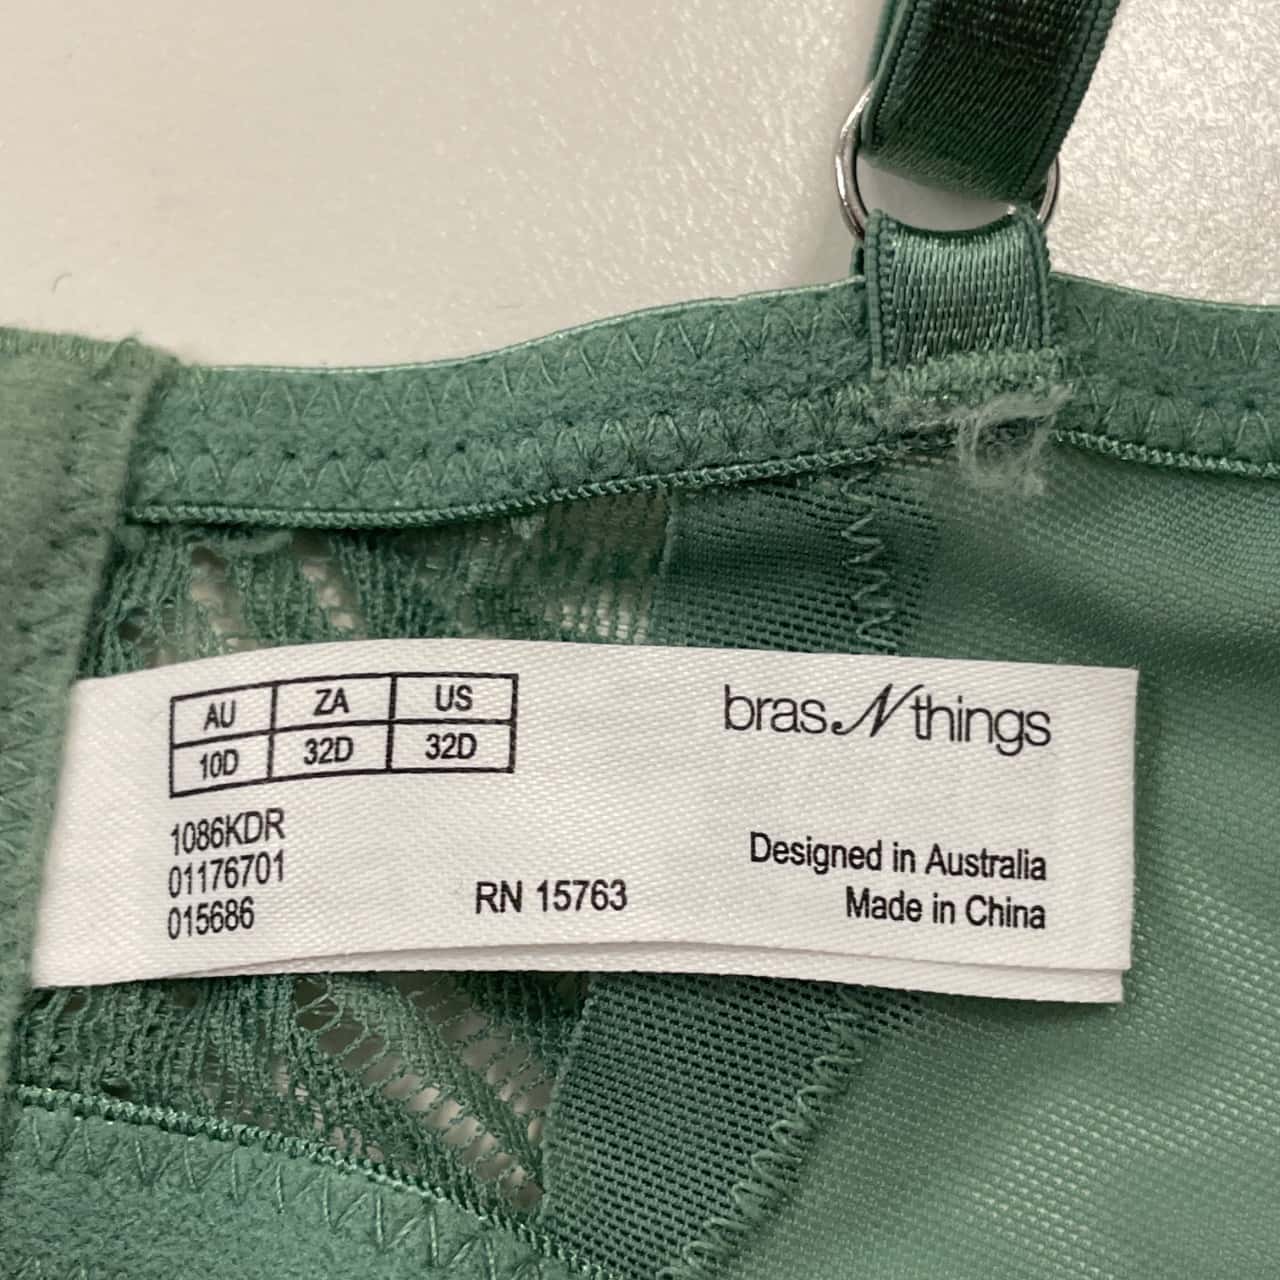 AU ZA US
10D 32D 32D
bras N things
1086KDR
01176701
015686
RN 15763
Designed in Australia
Made in China